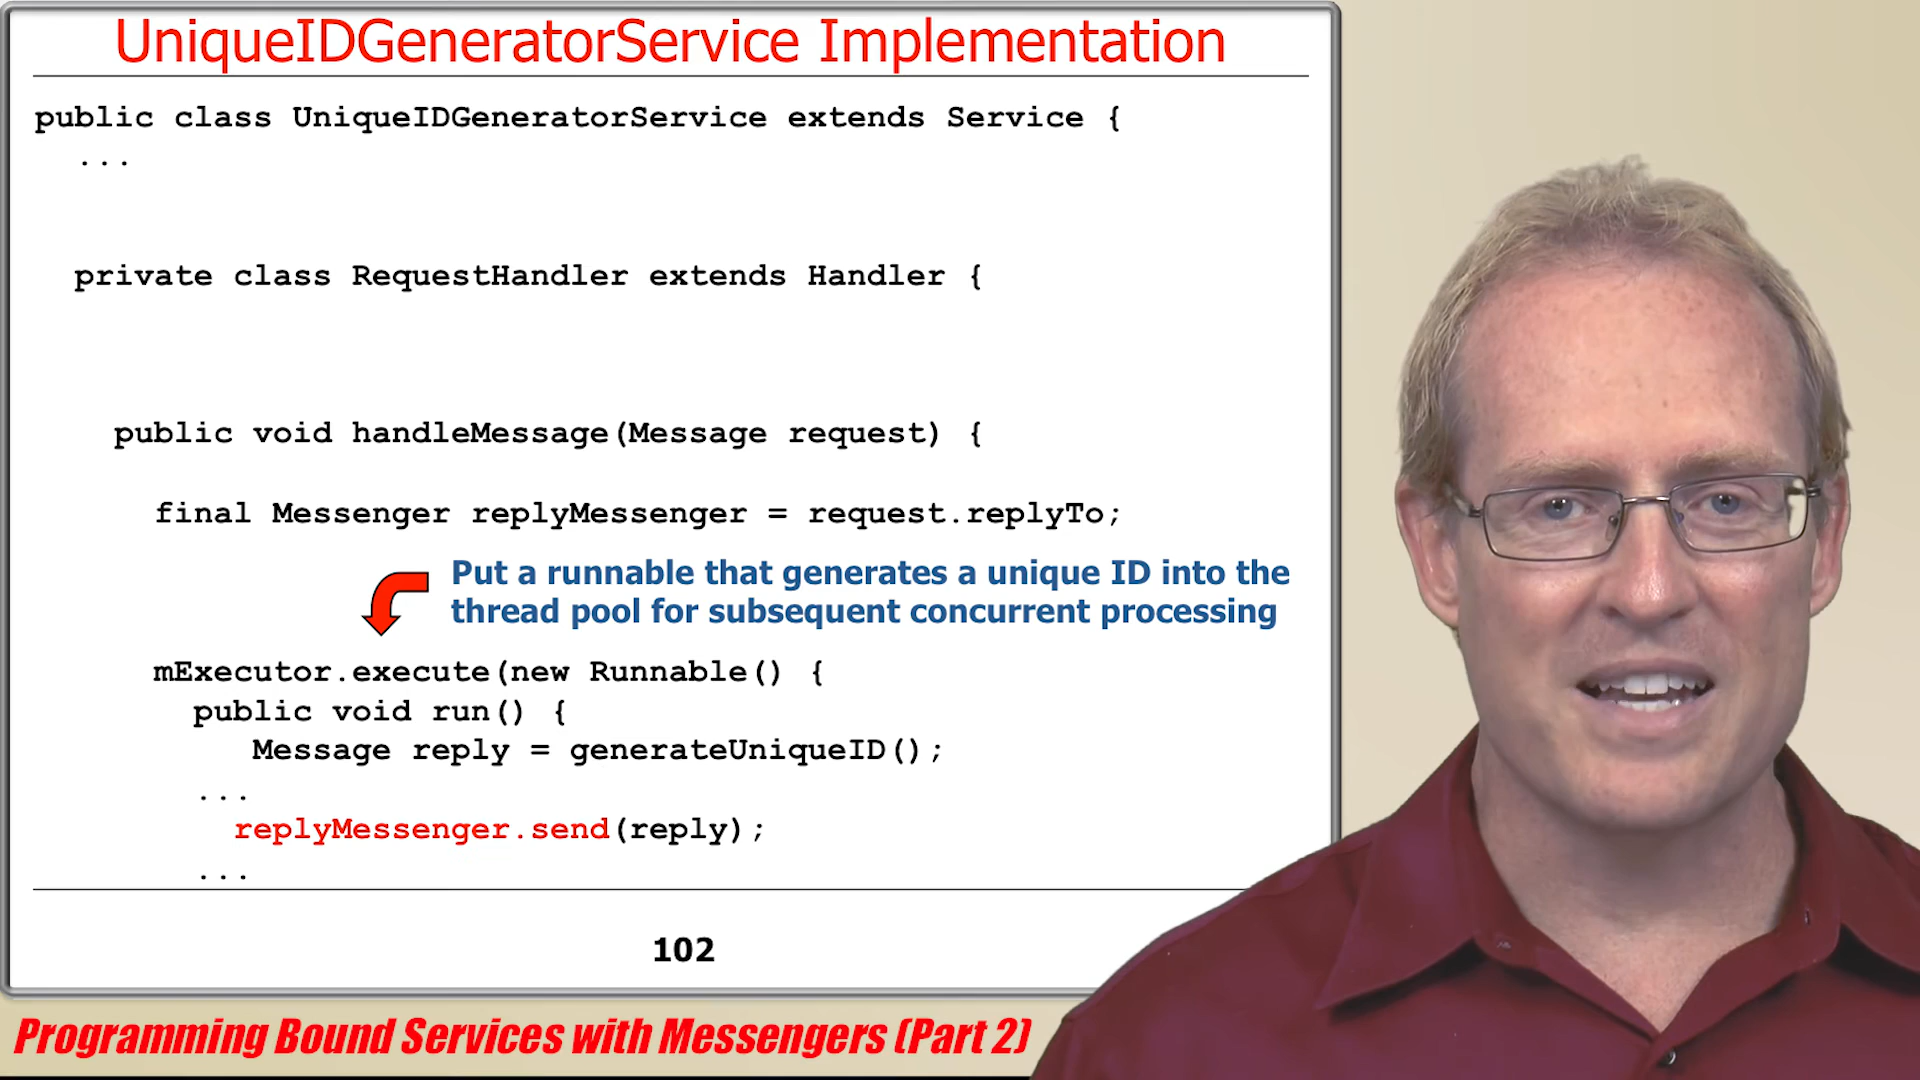 UniqueIDGeneratorService Implementation
public class UniqueIDGeneratorService extends Service {
...
private class RequestHandler extends Handler {
public void handleMessage(Message request) {
final Messenger replyMessenger = request.replyTo;
Put a runnable that generates a unique ID into the
thread pool for subsequent concurrent processing
mExecutor.execute(new Runnable() {
public void run() {
Message reply = generateUniqueID();
...
replyMessenger.send(reply);
...
102
Programming Bound Services with Messengers (Part 2)